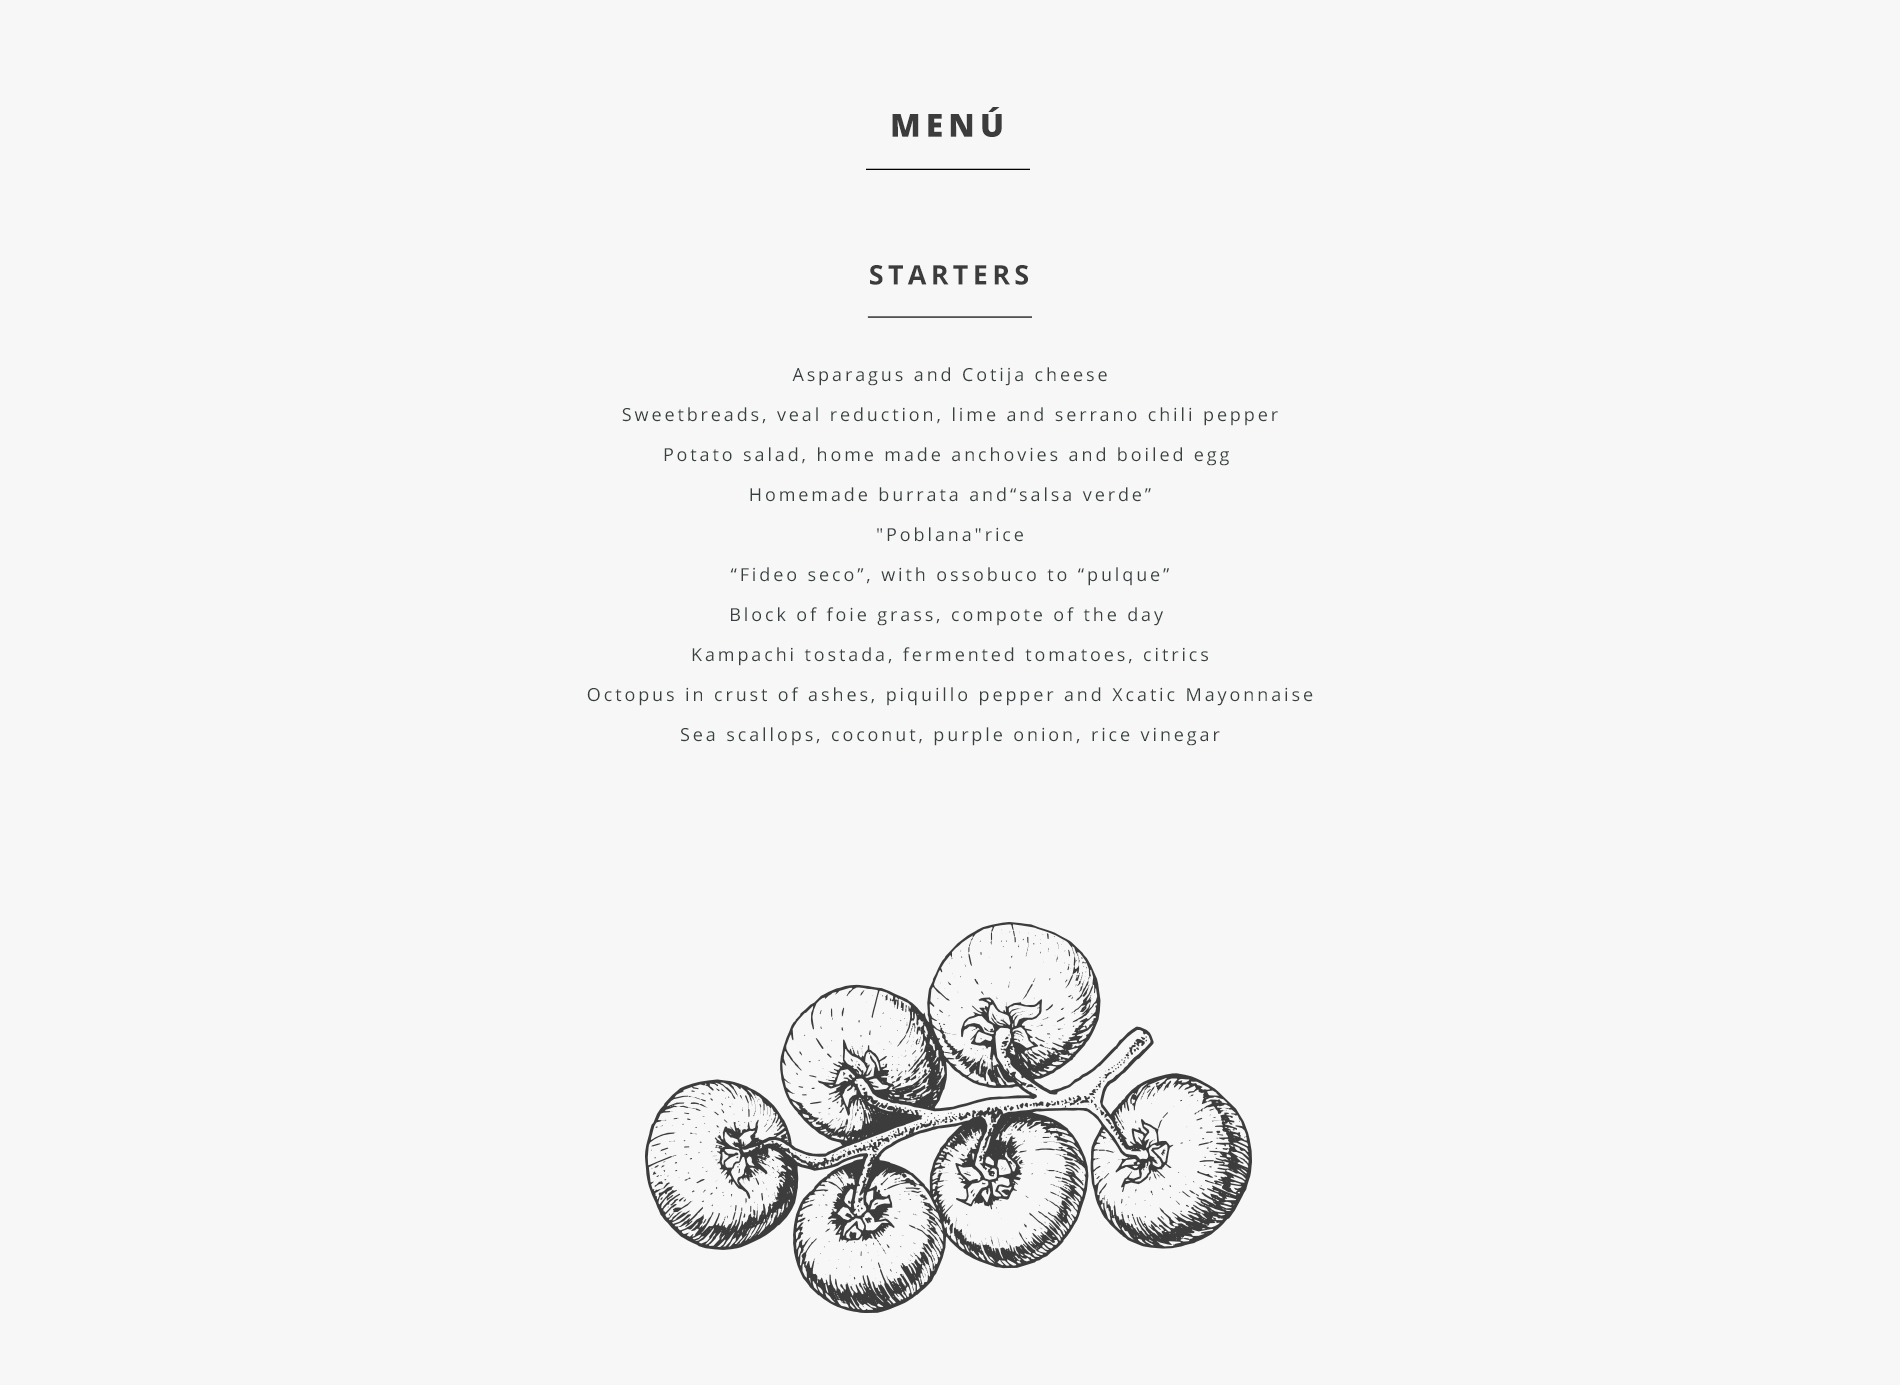 MENÚ
STARTERS
Asparagus and Cotija cheese
Sweetbreads, veal reduction, lime and serrano chili pepper
Potato salad, home made anchovies and boiled egg
Homemade burrata and“salsa verde”
"Poblana"rice
“Fideo seco”, with ossobuco to “pulque”
Block of foie grass, compote of the day
Kampachi tostada, fermented tomatoes, citrics
Octopus in crust of ashes, piquillo pepper and Xcatic Mayonnaise
Sea scallops, coconut, purple onion, rice vinegar